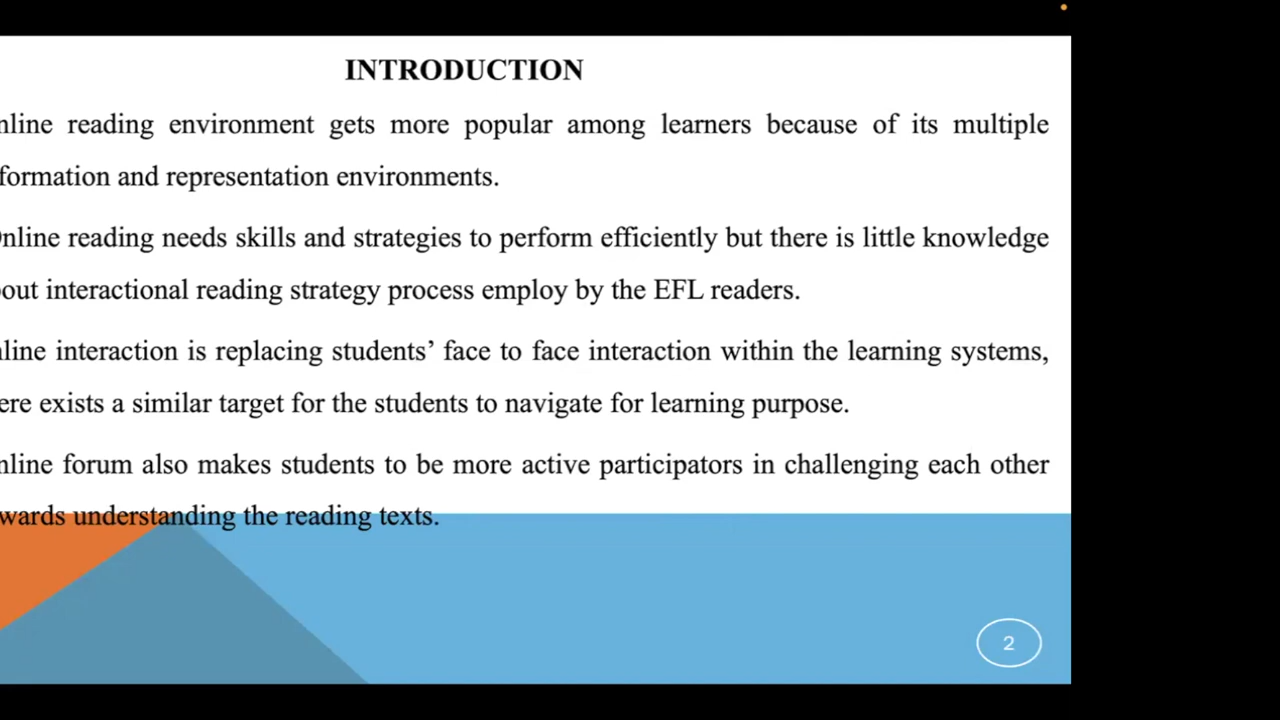 INTRODUCTION
nline reading environment gets more popular among learners because of its multiple
formation and representation environments.
nline reading needs skills and strategies to perform efficiently but there is little knowledge
out interactional reading strategy process employ by the EFL readers.
line interaction is replacing students’ face to face interaction within the learning systems,
ere exists a similar target for the students to navigate for learning purpose.
nline forum also makes students to be more active participators in challenging each other
wards understanding the reading texts.
2